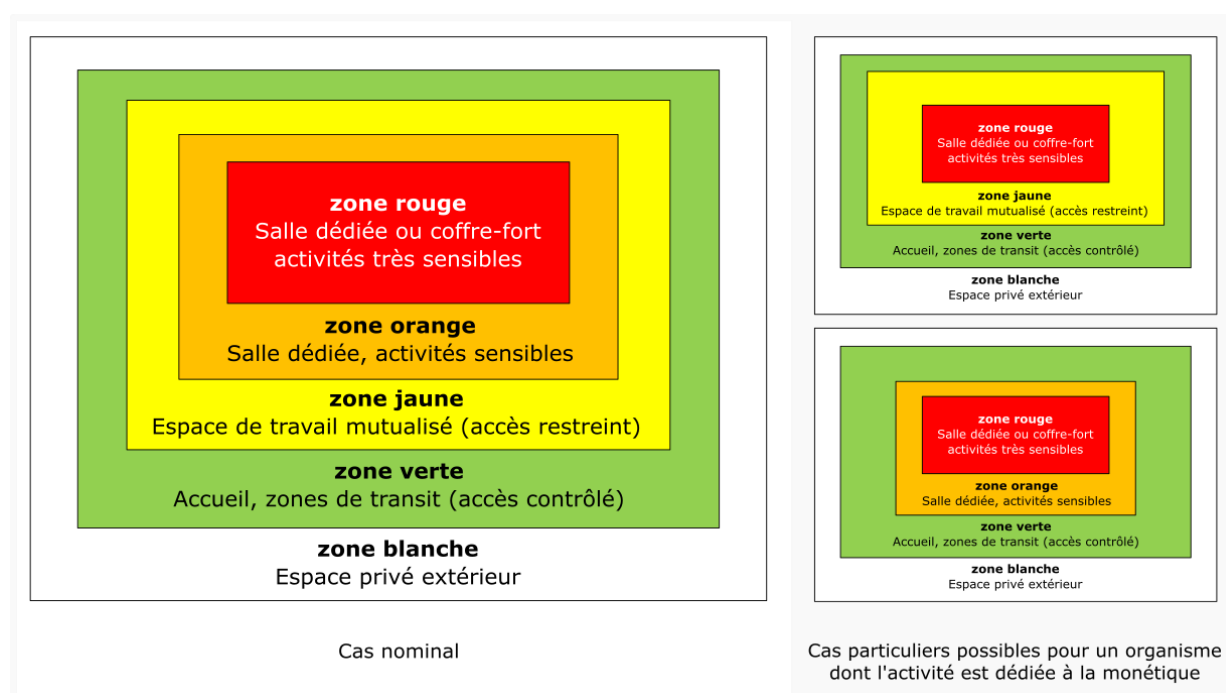 zone rouge
Salle dédiée ou coffre-fort
activités très sensibles
zone orange
Salle dédiée, activités sensibles
zone jaune
Espace de travail mutualisé (accès restreint)
zone verte
Accueil, zones de transit (accès contrôlé)
zone blanche
Espace privé extérieur
Cas nominal
zone rouge
Salle dédiée ou coffre-fort
activités très sensibles
zone jaune
Espace de travail mutualisé (accès restreint)
zone verte
Accueil, zones de transit (accès contrôlé)
zone blanche
Espace privé extérieur
zone rouge
Salle dédiée ou coffre-fort
activités très sensibles
zone orange
Salle dédiée, activités sensibles
zone verte
Accueil, zones de transit (accès contrôlé)
zone blanche
Espace privé extérieur
Cas particuliers possibles pour un organisme
dont l'activité est dédiée à la monétique